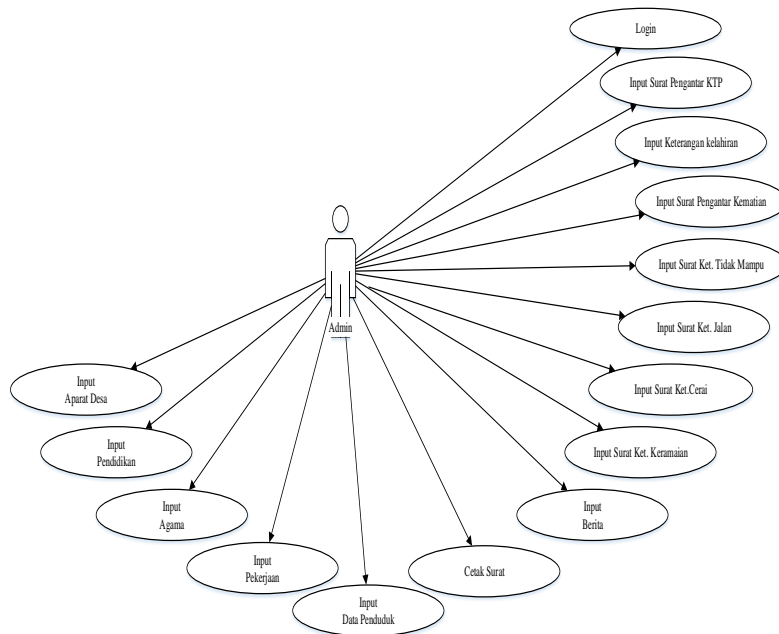 Login
Input Surat Pengantar KTP
Input Keterangan kelahiran
Input Surat Pengantar Kematian
Input Surat Ket. Tidak Mampu
Input Surat Ket. Jalan
Admin
Input Surat Ket.Cerai
Input
Aparat Desa
Input Surat Ket. Keramaian
Input
Pendidikan
Input
Berita
Input
Agama
Cetak Surat
Input
Pekerjaan
Input
Data Penduduk